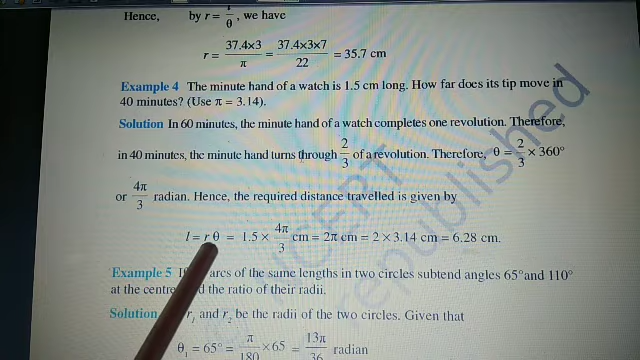 Hence, by r = l/θ, we have
r = 37.4×3/π = 37.4×3×7/22 = 35.7 cm
Example 4 The minute hand of a watch is 1.5 cm long. How far does its tip move in
40 minutes? (Use π = 3.14).
Solution In 60 minutes, the minute hand of a watch completes one revolution. Therefore,
in 40 minutes, the minute hand turns through 2/3 of a revolution. Therefore, θ = 2/3 × 360°
or 4π/3 radian. Hence, the required distance travelled is given by
l = r θ = 1.5 × 4π/3 cm = 2π cm = 2 × 3.14 cm = 6.28 cm.
Example 5 If arcs of the same lengths in two circles subtend angles 65° and 110°
at the centre the ratio of their radii.
Solution r₁ and r₂ be the radii of the two circles. Given that
θ₁ = 65° = π/180 × 65 = 13π/36 radian
NCERT
republished